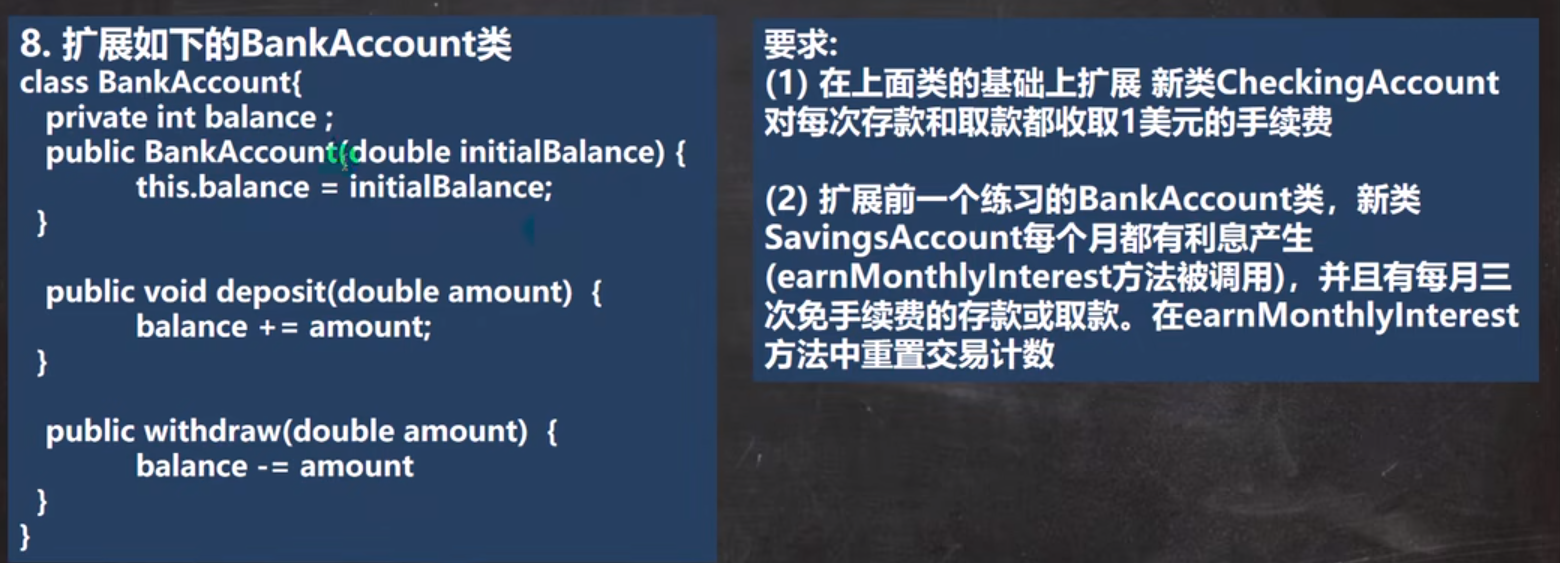 8. 扩展如下的BankAccount类
class BankAccount{
private int balance ;
public BankAccount(double initialBalance) {
this.balance = initialBalance;
}
public void deposit(double amount) {
balance += amount;
}
public withdraw(double amount) {
balance -= amount
}
}
要求:
(1) 在上面类的基础上扩展 新类CheckingAccount
对每次存款和取款都收取1美元的手续费
(2) 扩展前一个练习的BankAccount类，新类
SavingsAccount每个月都有利息产生
(earnMonthlyInterest方法被调用)，并且有每月三
次免手续费的存款或取款。在earnMonthlyInterest
方法中重置交易计数